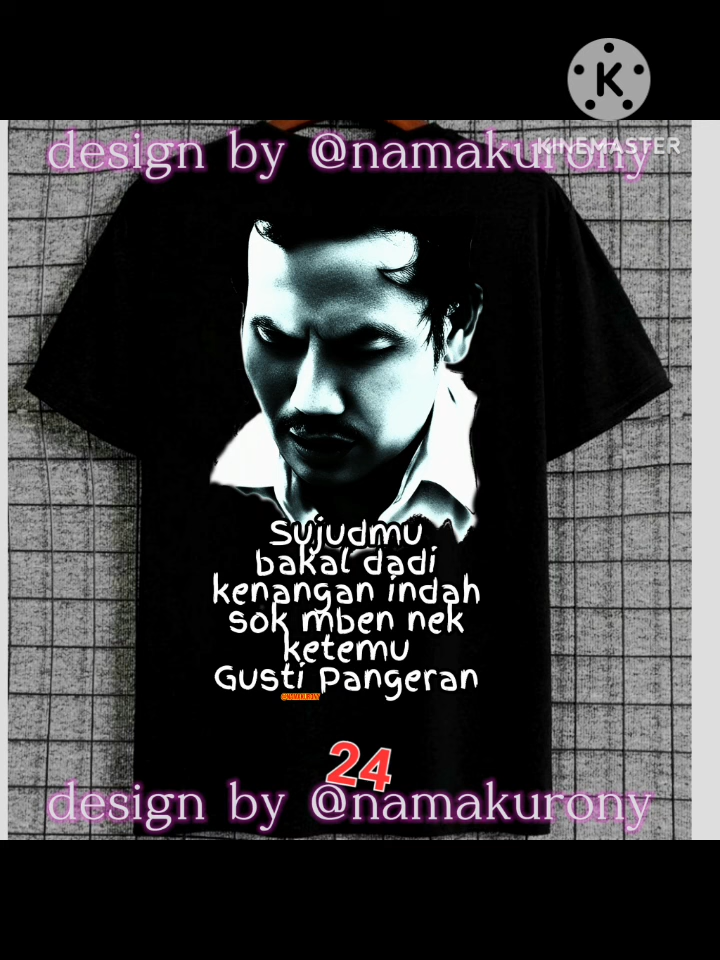 K
KINEMASTER
design by @namakurony
Sujudmu
bakal dadi
kenangan indah
sok mben nek
ketemu
Gusti Pangeran
@NAMAKURONY
24
design by @namakurony